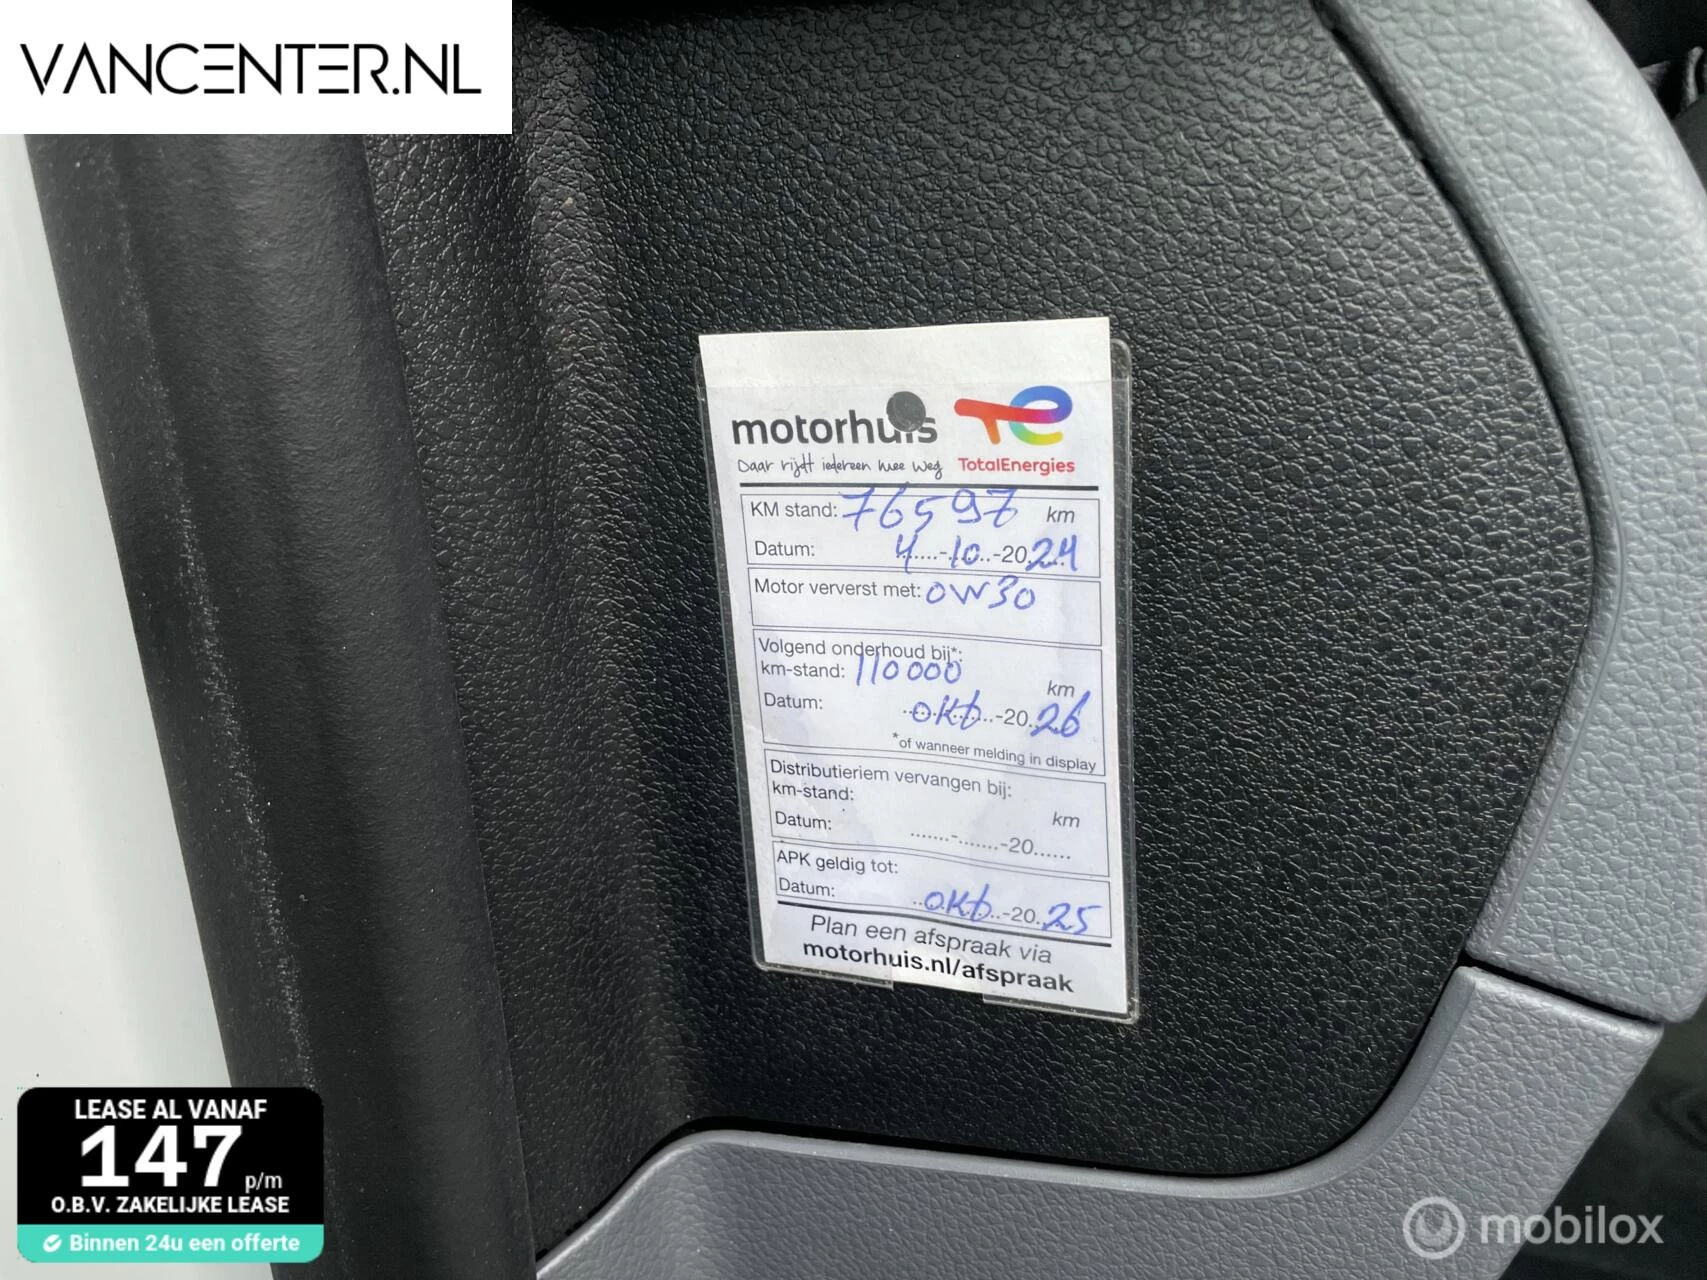 VANCENTER.NL
motorhuis
Daar rijdt iedereen mee weg
TotalEnergies
KM stand: 76597 km
Datum: 4-10-2024
Motor ververst met: 0W30
Volgend onderhoud bij*:
km-stand: 110000 km
Datum: okt-2026
*of wanneer melding in display
Distributieriem vervangen bij:
km-stand: km
Datum: .......-.......-20......
APK geldig tot:
Datum: okt-2025
Plan een afspraak via
motorhuis.nl/afspraak
LEASE AL VANAF
147 p/m
O.B.V. ZAKELIJKE LEASE
Binnen 24u een offerte
mobilox